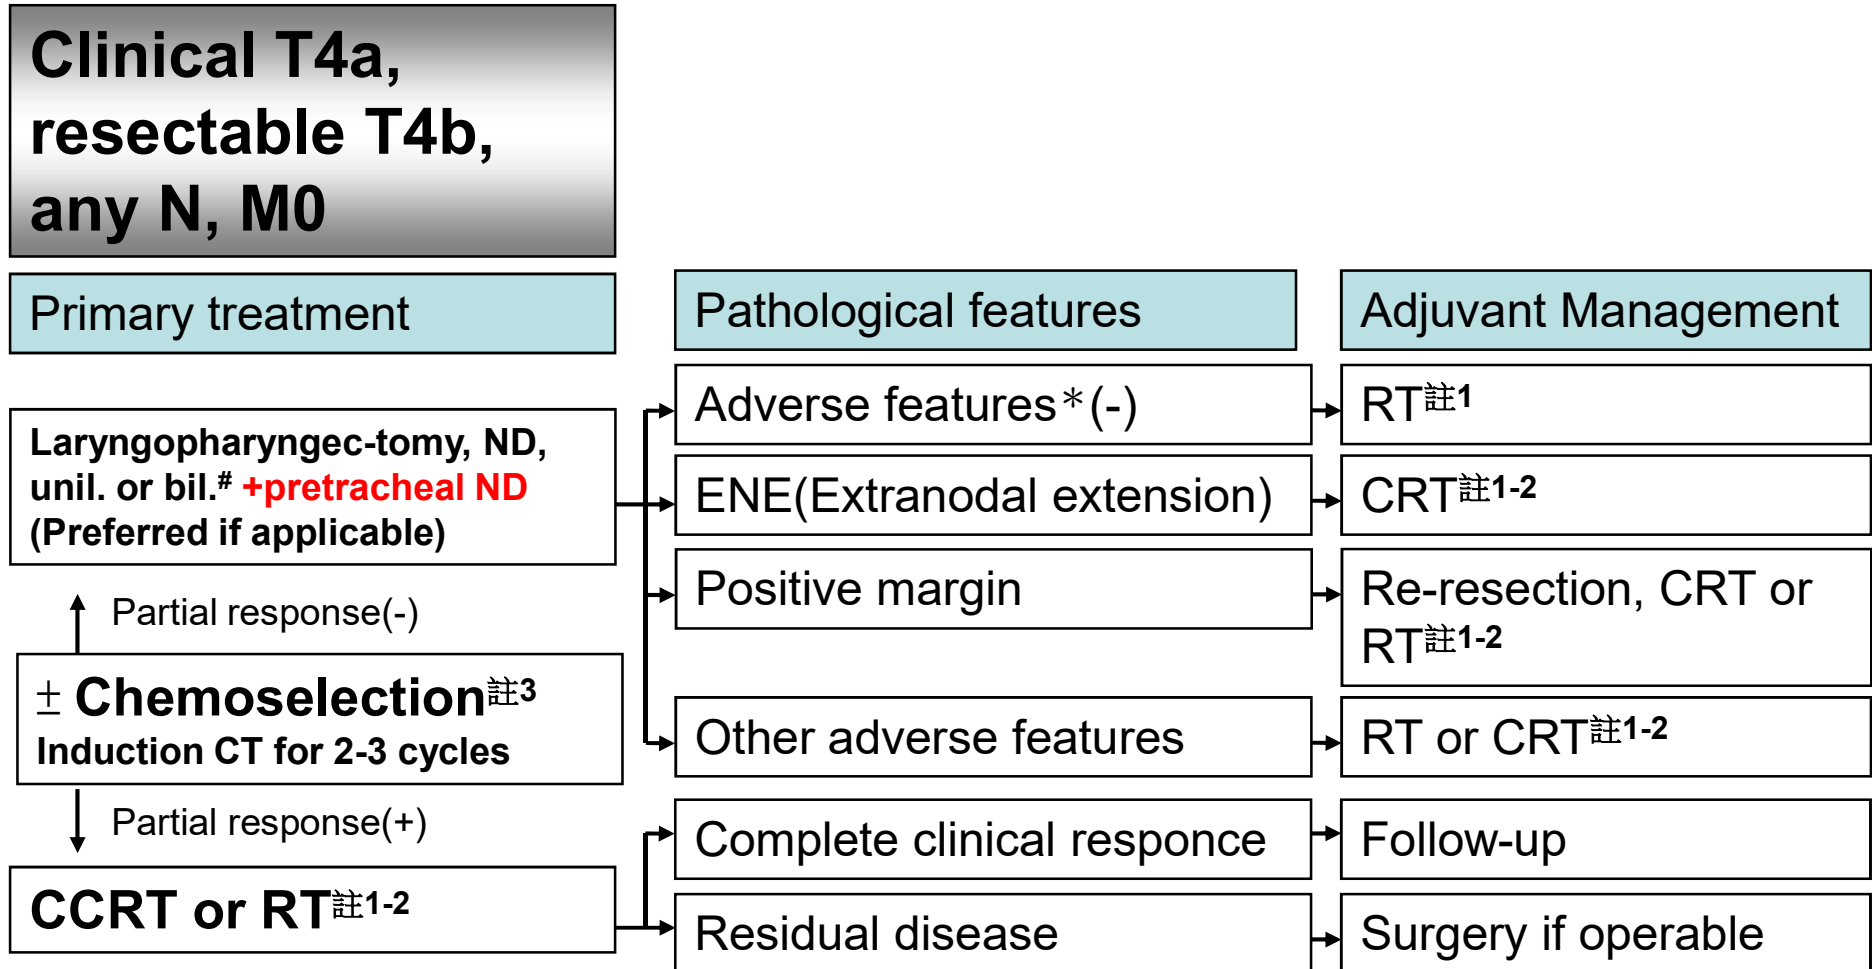 Clinical T4a,
resectable T4b,
any N, M0
Primary treatment
Pathological features
Adjuvant Management
Laryngopharyngec-tomy, ND,
unil. or bil.# +pretracheal ND
(Preferred if applicable)
Partial response(-)
± Chemoselection註3
Induction CT for 2-3 cycles
Partial response(+)
CCRT or RT註1-2
Adverse features*(-)
RT註1
ENE(Extranodal extension)
CRT註1-2
Positive margin
Re-resection, CRT or
RT註1-2
Other adverse features
RT or CRT註1-2
Complete clinical responce
Follow-up
Residual disease
Surgery if operable